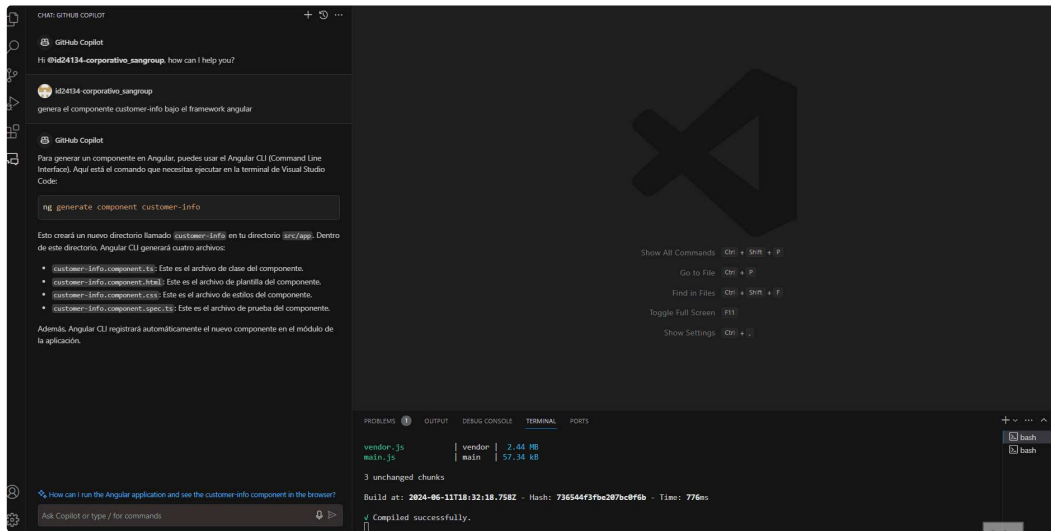 CHAT: GITHUB COPILOT
GitHub Copilot
Hi @id24134-corporativo_sangroup, how can I help you?
id24134-corporativo_sangroup
genera el componente customer-info bajo el framework angular
GitHub Copilot
Para generar un componente en Angular, puedes usar el Angular CLI (Command Line
Interface). Aquí está el comando que necesitas ejecutar en la terminal de Visual Studio
Code:
ng generate component customer-info
Esto creará un nuevo directorio llamado customer-info en tu directorio src/app. Dentro
de este directorio, Angular CLI generará cuatro archivos:
• customer-info.component.ts: Este es el archivo de clase del componente.
• customer-info.component.html: Este es el archivo de plantilla del componente.
• customer-info.component.css: Este es el archivo de estilos del componente.
• customer-info.component.spec.ts: Este es el archivo de prueba del componente.
Además, Angular CLI registrará automáticamente el nuevo componente en el módulo de
la aplicación.
How can I run the Angular application and see the customer-info component in the browser?
Ask Copilot or type / for commands
Show All Commands Ctrl + Shift + P
Go to File Ctrl + P
Find in Files Ctrl + Shift + F
Toggle Full Screen F11
Show Settings Ctrl + ,
PROBLEMS 1 OUTPUT DEBUG CONSOLE TERMINAL PORTS
vendor.js | vendor | 2.44 MB
main.js | main | 57.34 kB
3 unchanged chunks
Build at: 2024-06-11T18:32:18.758Z - Hash: 736544f3fbe207bc0f6b - Time: 776ms
√ Compiled successfully.
bash
bash